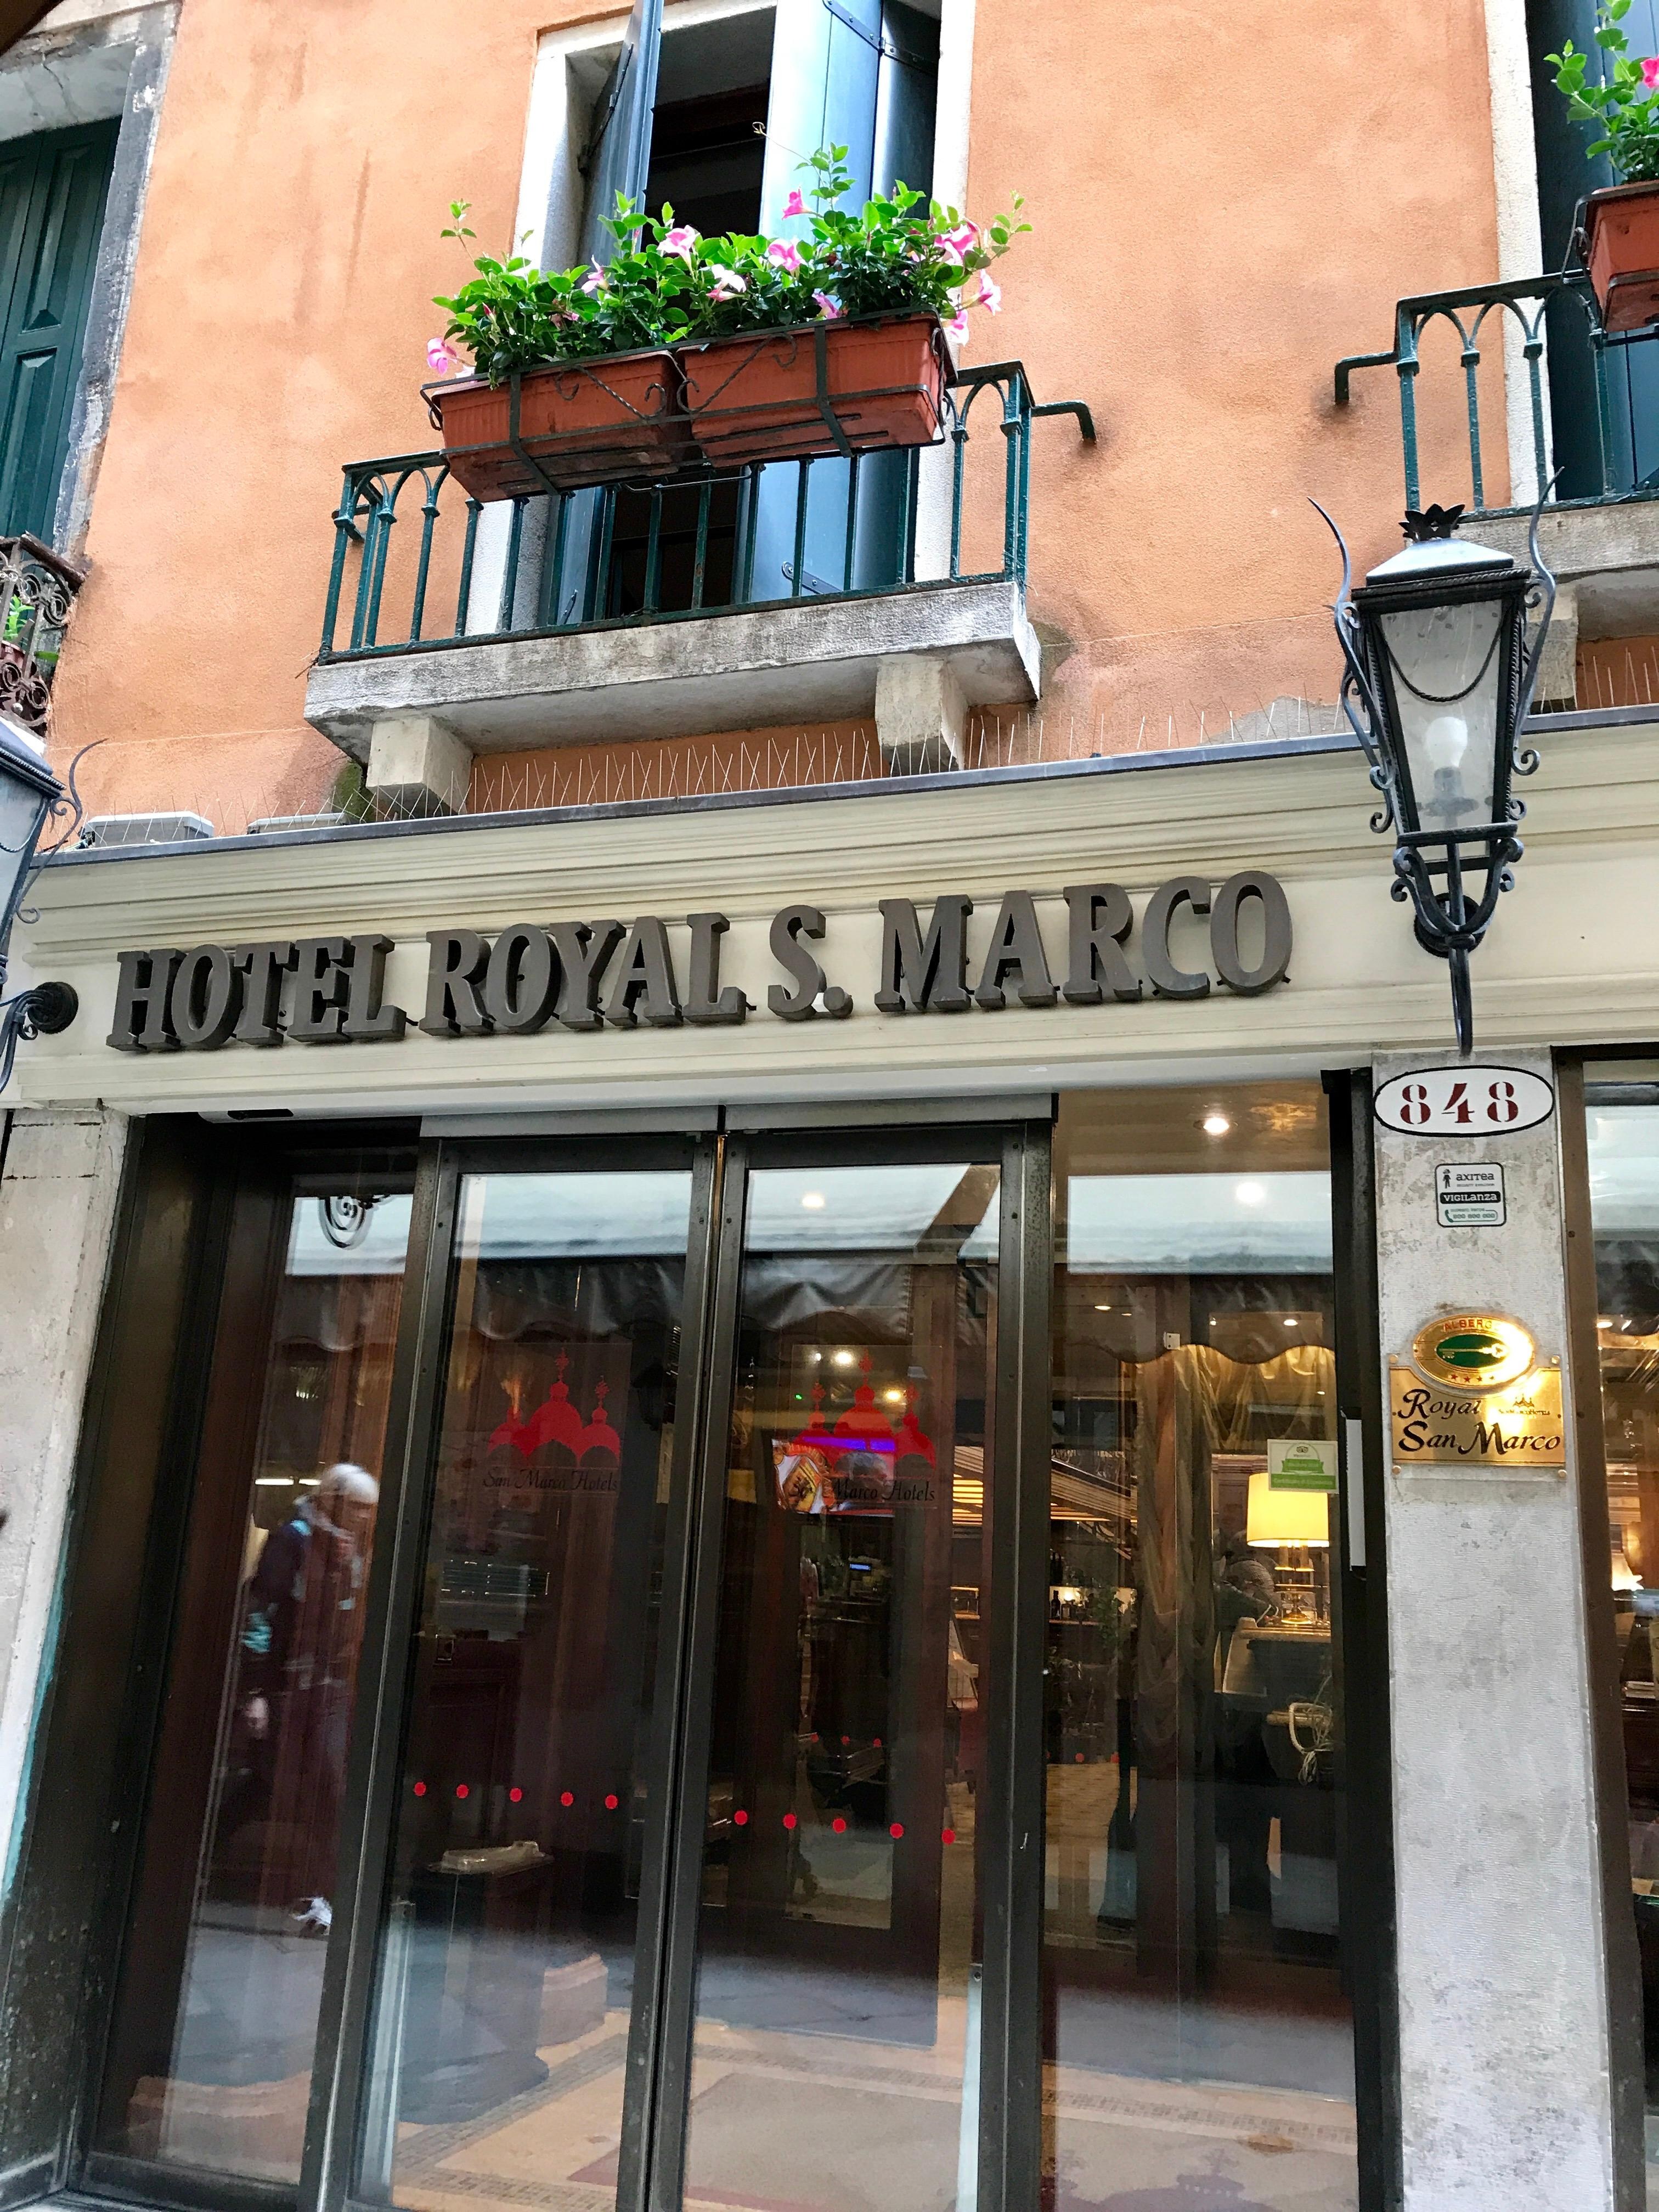 HOTEL ROYAL S. MARCO
848
axitea
VIGILANZA
San Marco Hotels
San Marco Hotels
Royal
San Marco